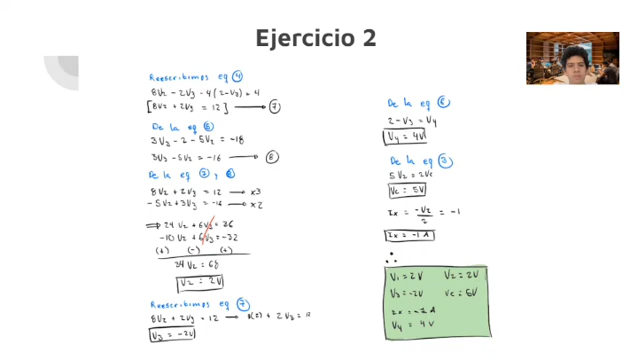 Ejercicio 2
Reescribimos eq 4
8V2 - 2V3 - 4(2-V3) = 4
[8V2 + 2V3 = 12] → 7
De la eq 5
3V3 - 2 - 5V2 = -18
3V3 - 5V2 = -16 → 8
De la eq 7 y 8
8V2 + 2V3 = 12 → x3
-5V2 + 3V3 = -16 → x2
⇒ 24V2 + 6V3 = 36
-10V2 + 6V3 = -32
(+) (-) (+)
34V2 = 68
V2 = 2V
Reescribimos eq 7
8V2 + 2V3 = 12 → 8(2) + 2V3 = 12
V3 = -2V
De la eq 6
2 - V3 = Vy
Vy = 4V
De la eq 3
5V2 = 2Vc
Vc = 5V
ix = -V2/2 = -1
ix = -1 A
∴
V1 = 2V V2 = 2V
V3 = -2V Vc = 5V
ix = -1 A
Vy = 4 V